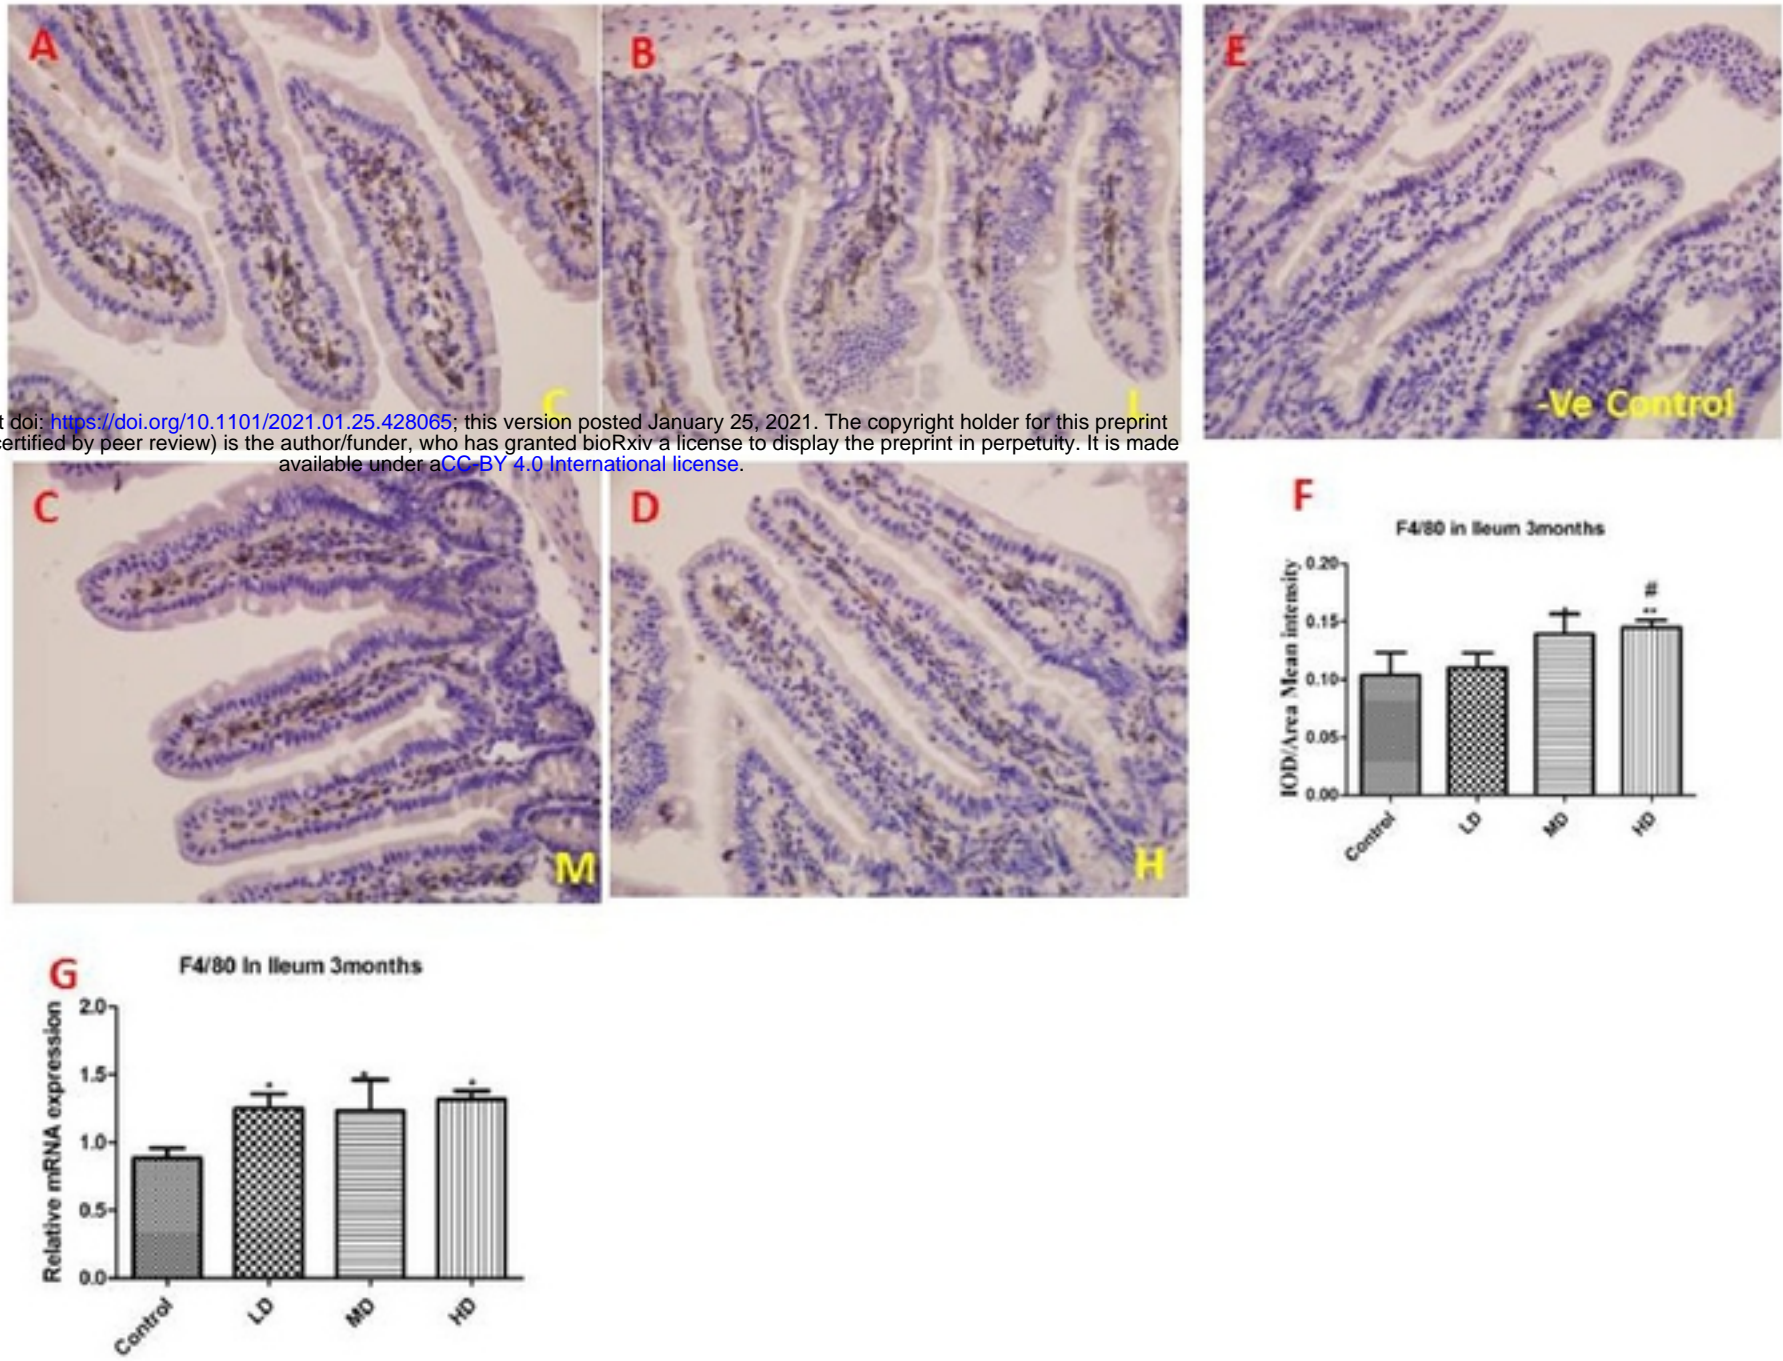 A
B
E
C
L
-Ve Control
t doi: https://doi.org/10.1101/2021.01.25.428065; this version posted January 25, 2021. The copyright holder for this preprint
certified by peer review) is the author/funder, who has granted bioRxiv a license to display the preprint in perpetuity. It is made
available under aCC-BY 4.0 International license.
C
D
M
H
F
F4/80 in Ileum 3months
IOD/Area Mean intensity
0.20
#
**
0.15
*
0.10
0.05
0.00
Control
LD
MD
HD
G
F4/80 In Ileum 3months
Relative mRNA expression
2.0
1.5
*
*
*
1.0
0.5
0.0
Control
LD
MD
HD